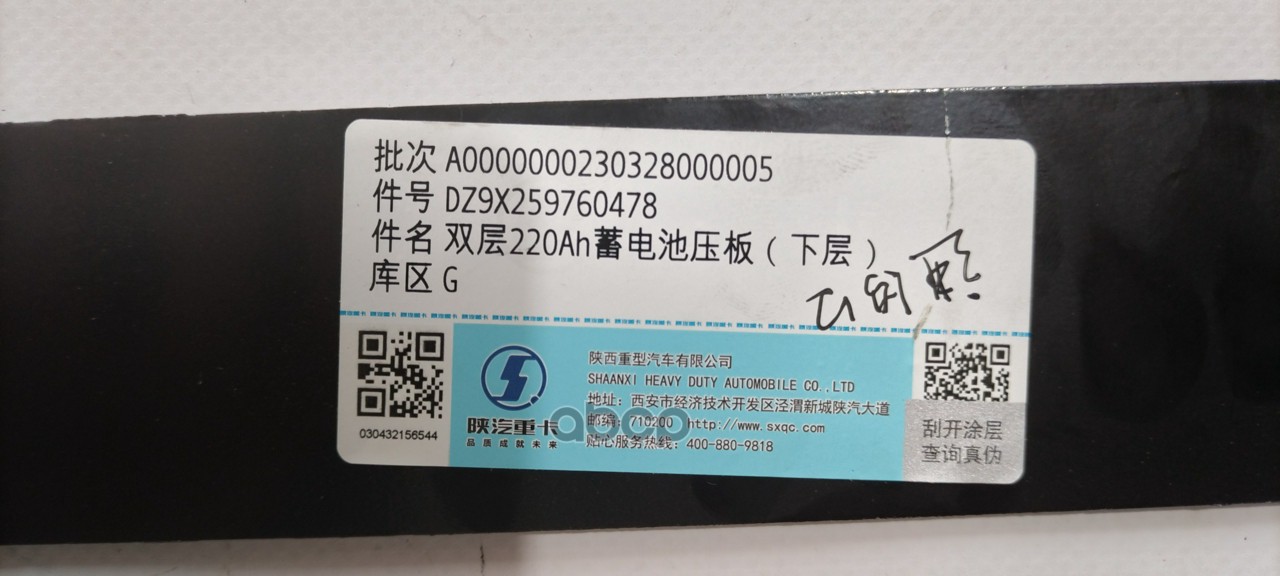 批次 A0000000230328000005
件号 DZ9X259760478
件名 双层220Ah蓄电池压板（下层）
库区 G
030432156544
陕汽重卡
品质成就未来
陕西重型汽车有限公司
SHAANXI HEAVY DUTY AUTOMOBILE CO.,LTD
地址: 西安市经济技术开发区泾渭新城陕汽大道
邮编: 710200 http://www.sxqc.com
贴心服务热线: 400-880-9818
刮开涂层
查询真伪
abcp